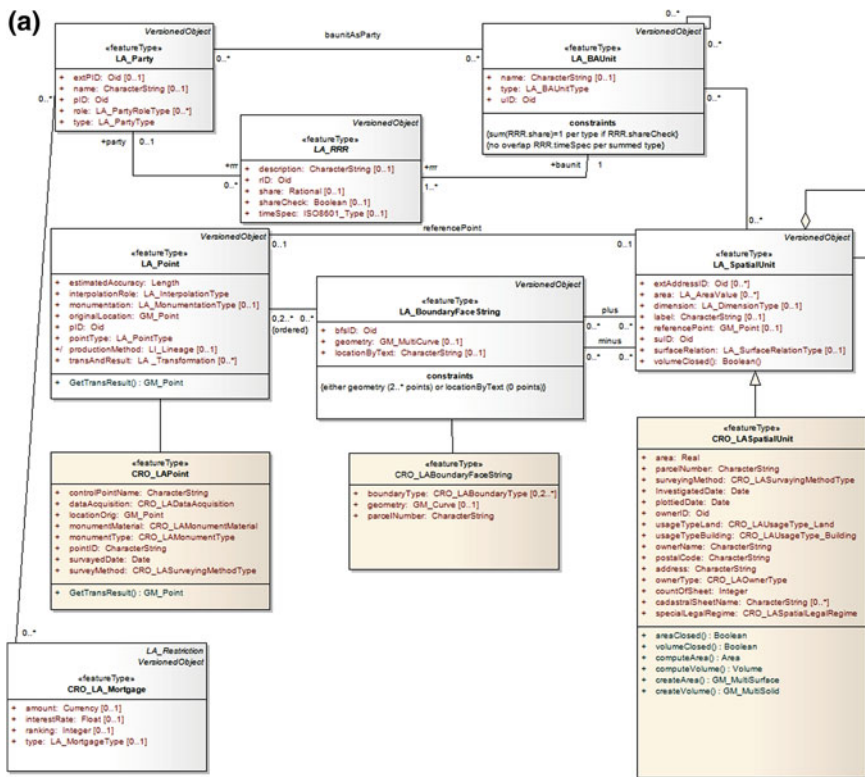 (a)
VersionedObject
«featureType»
LA_Party
+ extPID: Oid [0..1]
+ name: CharacterString [0..1]
+ pID: Oid
+ role: LA_PartyRoleType [0..*]
+ type: LA_PartyType
baunitAsParty
0..*
0..*
VersionedObject
«featureType»
LA_BAUnit
+ name: CharacterString [0..1]
+ type: LA_BAUnitType
+ uID: Oid
constraints
{sum(RRR.share)=1 per type if RRR.shareCheck}
{no overlap RRR.timeSpec per summed type}
0..*
0..*
0..*
0..*
+party
0..1
VersionedObject
«featureType»
LA_RRR
+ description: CharacterString [0..1]
+ rID: Oid
+ share: Rational [0..1]
+ shareCheck: Boolean [0..1]
+ timeSpec: ISO8601_Type [0..1]
+rrr
0..*
+rrr
1..*
+baunit
1
0..*
referencePoint
0..1
0..1
VersionedObject
«featureType»
LA_Point
+ estimatedAccuracy: Length
+ interpolationRole: LA_InterpolationType
+ monumentation: LA_MonumentationType [0..1]
+ originalLocation: GM_Point
+ pID: Oid
+ pointType: LA_PointType
+/ productionMethod: LI_Lineage [0..1]
+ transAndResult: LA _Transformation [0..*]
+ GetTransResult() : GM_Point
0,2..*
0..*
{ordered}
VersionedObject
«featureType»
LA_BoundaryFaceString
+ bfsID: Oid
+ geometry: GM_MultiCurve [0..1]
+ locationByText: CharacterString [0..1]
constraints
{either geometry (2..* points) or locationByText (0 points)}
plus
0..*
0..*
minus
0..*
0..*
VersionedObject
«featureType»
LA_SpatialUnit
+ extAddressID: Oid [0..*]
+ area: LA_AreaValue [0..*]
+ dimension: LA_DimensionType [0..1]
+ label: CharacterString [0..1]
+ referencePoint: GM_Point [0..1]
+ suID: Oid
+ surfaceRelation: LA_SurfaceRelationType [0..1]
+ volumeClosed(): Boolean()
«featureType»
CRO_LAPoint
+ controlPointName: CharacterString
+ dataAcquisition: CRO_LADataAcquisition
+ locationOrig: GM_Point
+ monumentMaterial: CRO_LAMonumentMaterial
+ monumentType: CRO_LAMonumentType
+ pointID: CharacterString
+ survayedDate: Date
+ surveyMethod: CRO_LASurveyingMethodType
+ GetTransResult() : GM_Point
«featureType»
CRO_LABoundaryFaceString
+ boundaryType: CRO_LABoundaryType [0,2..*]
+ geometry: GM_Curve [0..1]
+ parcelNumber: CharacterString
«featureType»
CRO_LASpatialUnit
+ area: Real
+ parcelNumber: CharacterString
+ surveyingMethod: CRO_LASurveyingMethodType
+ InvestigatedDate: Date
+ plottiedDate: Date
+ ownerID: Oid
+ usageTypeLand: CRO_LAUsageType_Land
+ usageTypeBuilding: CRO_LAUsageType_Building
+ ownerName: CharacterString
+ postalCode: CharacterString
+ address: CharacterString
+ ownerType: CRO_LAOwnerType
+ countOfSheet: Integer
+ cadastralSheetName: CharacterString [0..*]
+ specialLegalRegime: CRO_LASpatialLegalRegime
+ areaClosed() : Boolean
+ volumeClosed() : Boolean
+ computeArea() : Area
+ computeVolume() : Volume
+ createArea() : GM_MultiSurface
+ createVolume() : GM_MultiSolid
0..*
LA_Restriction
VersionedObject
«featureType»
CRO_LA_Mortgage
+ amount: Currency [0..1]
+ interestRate: Float [0..1]
+ ranking: Integer [0..1]
+ type: LA_MortgageType [0..1]